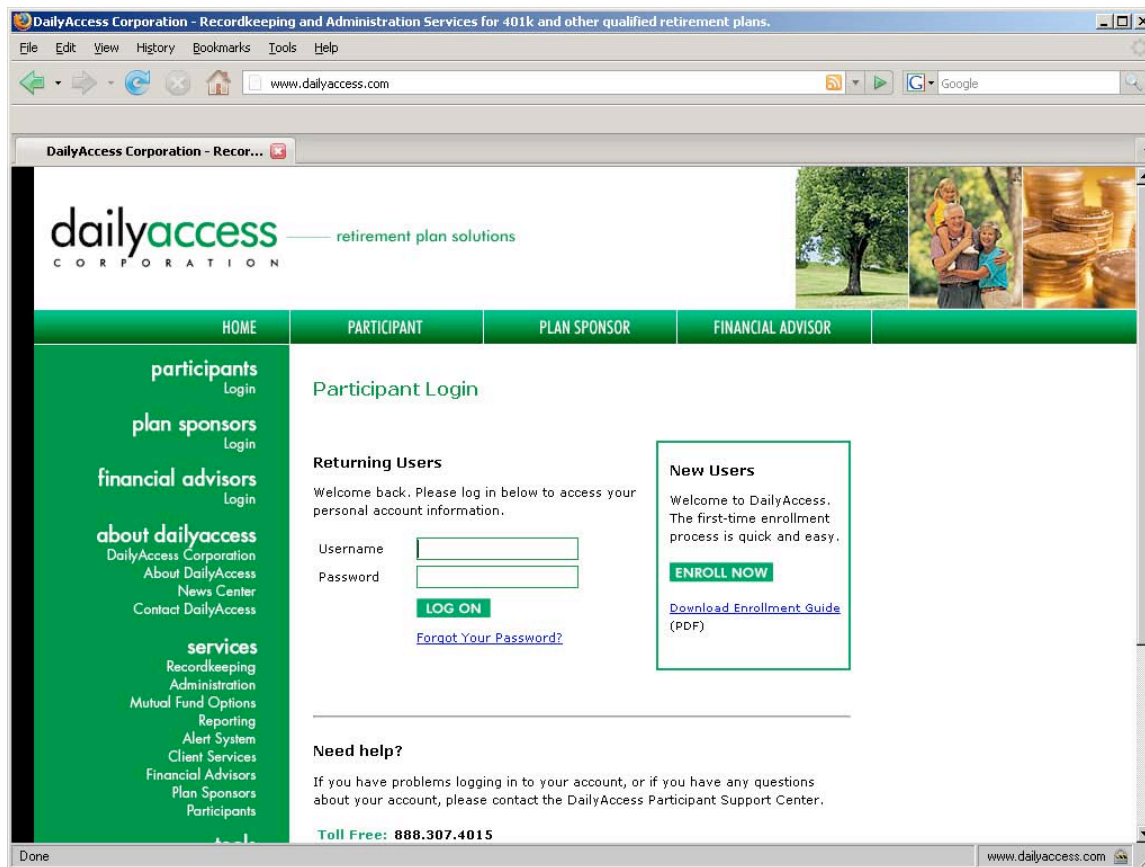 DailyAccess Corporation - Recordkeeping and Administration Services for 401k and other qualified retirement plans.
File Edit View History Bookmarks Tools Help
www.dailyaccess.com
G Google
DailyAccess Corporation - Recor...
dailyaccess
CORPORATION
retirement plan solutions
HOME PARTICIPANT PLAN SPONSOR FINANCIAL ADVISOR
participants
Login
plan sponsors
Login
financial advisors
Login
about dailyaccess
DailyAccess Corporation
About DailyAccess
News Center
Contact DailyAccess
services
Recordkeeping
Administration
Mutual Fund Options
Reporting
Alert System
Client Services
Financial Advisors
Plan Sponsors
Participants
Participant Login
Returning Users
Welcome back. Please log in below to access your
personal account information.
Username
Password
LOG ON
Forgot Your Password?
New Users
Welcome to DailyAccess.
The first-time enrollment
process is quick and easy.
ENROLL NOW
Download Enrollment Guide
(PDF)
Need help?
If you have problems logging in to your account, or if you have any questions
about your account, please contact the DailyAccess Participant Support Center.
Toll Free: 888.307.4015
Done
www.dailyaccess.com